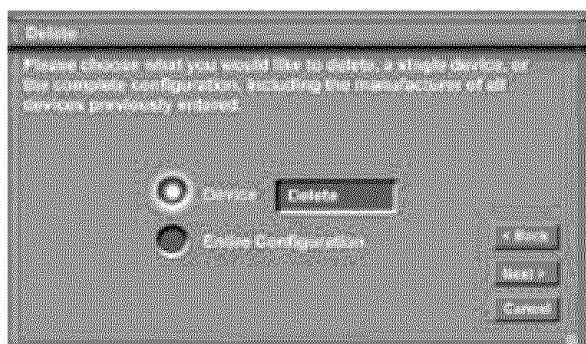 Delete
Please choose what you would like to delete, a single device, or
the complete configuration, including the manufacturer of all
devices previously entered.
Device Delete
Entire Configuration
< Back
Next >
Cancel